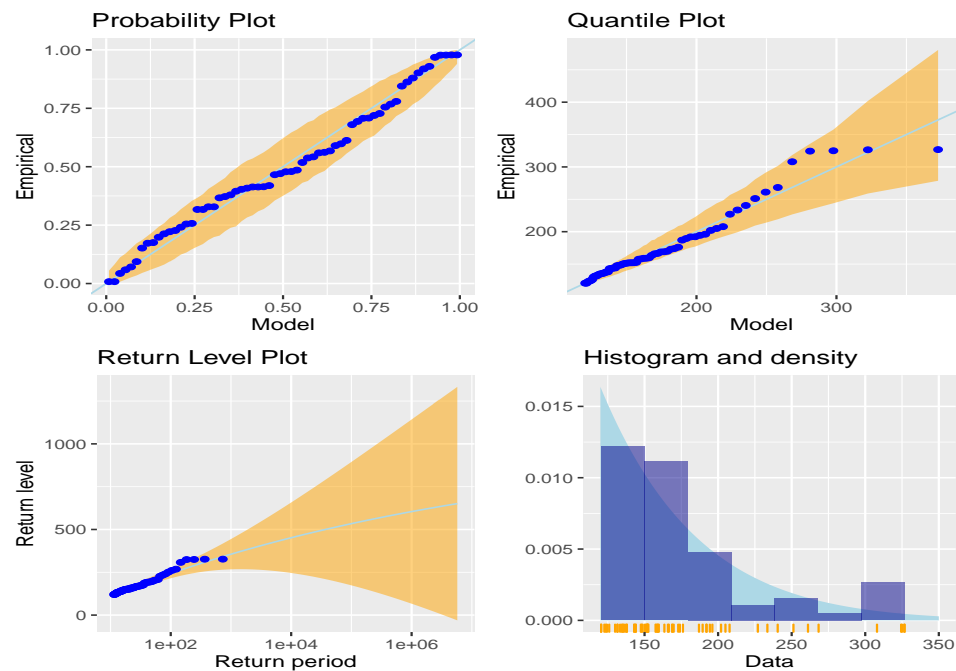 Probability Plot
Empirical
1.00
0.75
0.50
0.25
0.00
0.00 0.25 0.50 0.75 1.00
Model
Quantile Plot
Empirical
400
300
200
200 300
Model
Return Level Plot
Return level
1000
500
0
1e+02 1e+04 1e+06
Return period
Histogram and density
0.015
0.010
0.005
0.000
150 200 250 300 350
Data